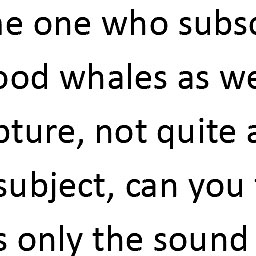 ne one who subsc
ood whales as we
pture, not quite a
subject, can you
s only the sound